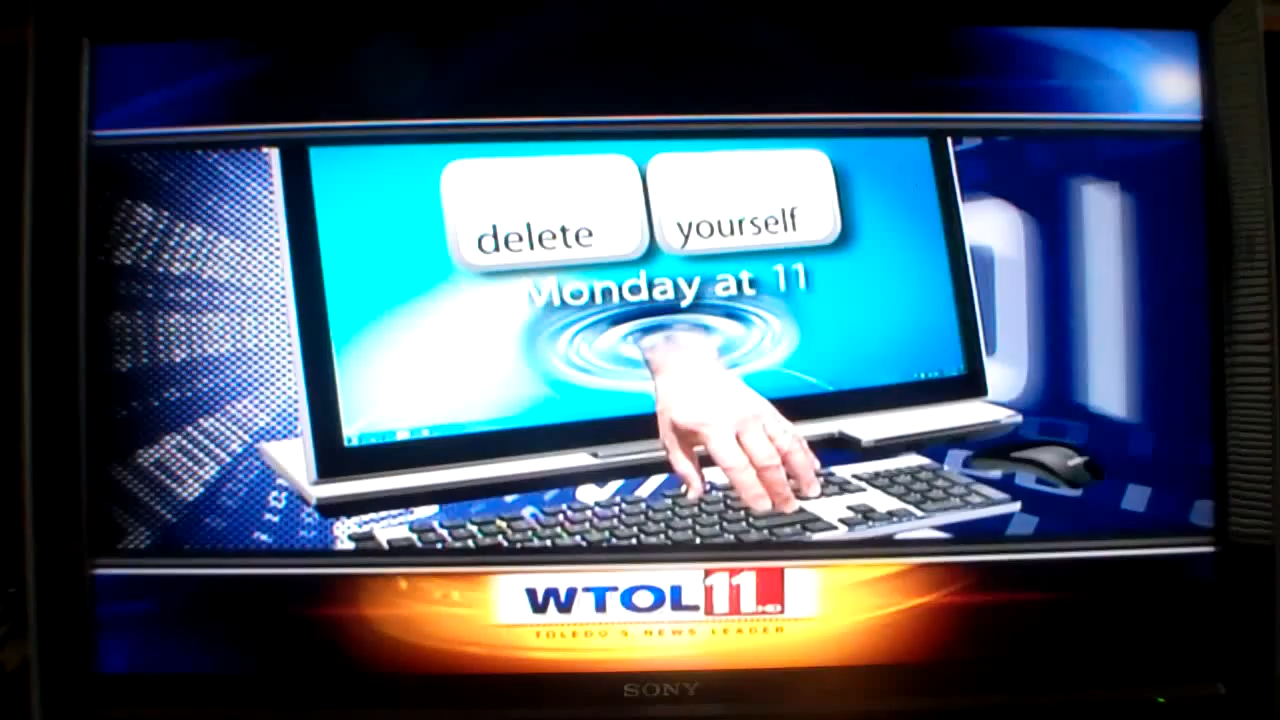 delete yourself
Monday at 11
WTOL 11 HD
TOLEDO'S NEWS LEADER
SONY